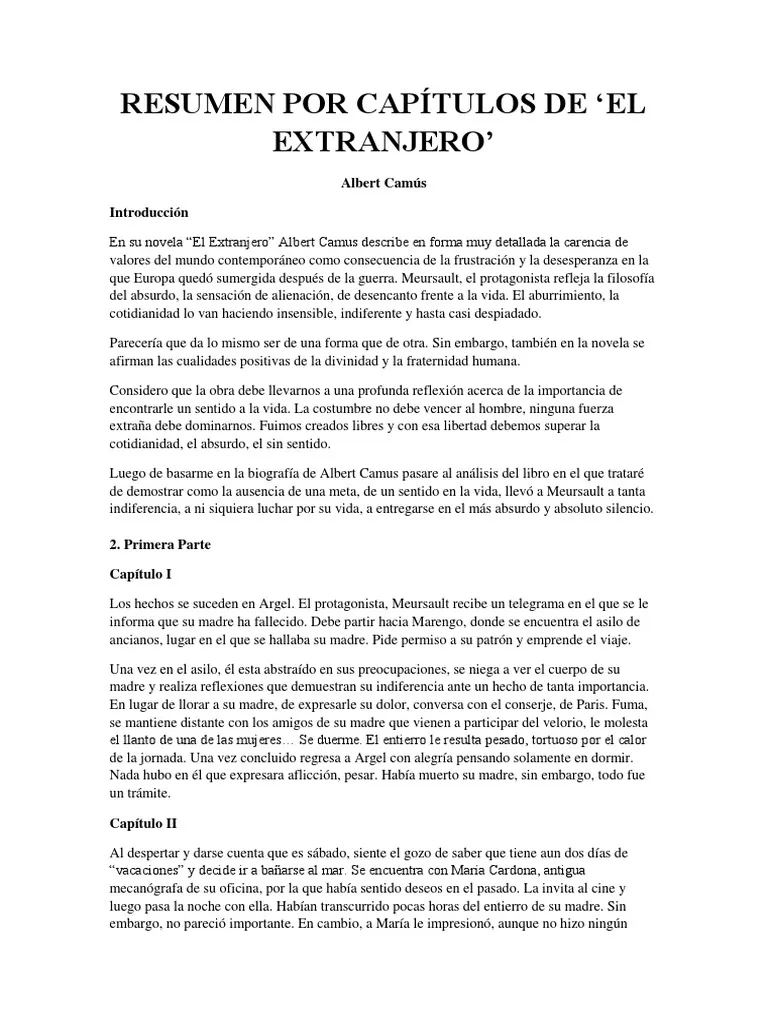 RESUMEN POR CAPÍTULOS DE ‘EL
EXTRANJERO’
Albert Camús
Introducción
En su novela “El Extranjero” Albert Camus describe en forma muy detallada la carencia de
valores del mundo contemporáneo como consecuencia de la frustración y la desesperanza en la
que Europa quedó sumergida después de la guerra. Meursault, el protagonista refleja la filosofía
del absurdo, la sensación de alienación, de desencanto frente a la vida. El aburrimiento, la
cotidianidad lo van haciendo insensible, indiferente y hasta casi despiadado.
Parecería que da lo mismo ser de una forma que de otra. Sin embargo, también en la novela se
afirman las cualidades positivas de la divinidad y la fraternidad humana.
Considero que la obra debe llevarnos a una profunda reflexión acerca de la importancia de
encontrarle un sentido a la vida. La costumbre no debe vencer al hombre, ninguna fuerza
extraña debe dominarnos. Fuimos creados libres y con esa libertad debemos superar la
cotidianidad, el absurdo, el sin sentido.
Luego de basarme en la biografía de Albert Camus pasare al análisis del libro en el que trataré
de demostrar como la ausencia de una meta, de un sentido en la vida, llevó a Meursault a tanta
indiferencia, a ni siquiera luchar por su vida, a entregarse en el más absurdo y absoluto silencio.
2. Primera Parte
Capítulo I
Los hechos se suceden en Argel. El protagonista, Meursault recibe un telegrama en el que se le
informa que su madre ha fallecido. Debe partir hacia Marengo, donde se encuentra el asilo de
ancianos, lugar en el que se hallaba su madre. Pide permiso a su patrón y emprende el viaje.
Una vez en el asilo, él esta abstraído en sus preocupaciones, se niega a ver el cuerpo de su
madre y realiza reflexiones que demuestran su indiferencia ante un hecho de tanta importancia.
En lugar de llorar a su madre, de expresarle su dolor, conversa con el conserje, de Paris. Fuma,
se mantiene distante con los amigos de su madre que vienen a participar del velorio, le molesta
el llanto de una de las mujeres… Se duerme. El entierro le resulta pesado, tortuoso por el calor
de la jornada. Una vez concluido regresa a Argel con alegría pensando solamente en dormir.
Nada hubo en él que expresara aflicción, pesar. Había muerto su madre, sin embargo, todo fue
un trámite.
Capítulo II
Al despertar y darse cuenta que es sábado, siente el gozo de saber que tiene aun dos días de
“vacaciones” y decide ir a bañarse al mar. Se encuentra con Maria Cardona, antigua
mecanógrafa de su oficina, por la que había sentido deseos en el pasado. La invita al cine y
luego pasa la noche con ella. Habían transcurrido pocas horas del entierro de su madre. Sin
embargo, no pareció importante. En cambio, a María le impresionó, aunque no hizo ningún